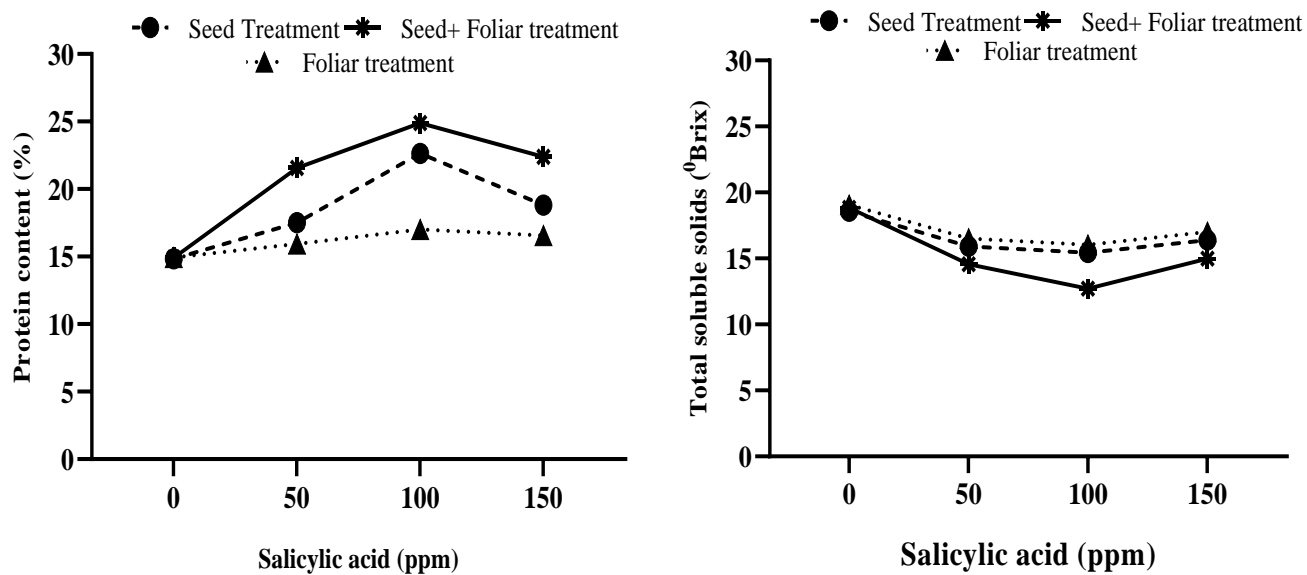 Seed Treatment Seed+ Foliar treatment
Foliar treatment
30
25
20
15
10
5
0
Protein content (%)
0 50 100 150
Salicylic acid (ppm)
Seed Treatment Seed+ Foliar treatment
Foliar treatment
30
25
20
15
10
5
0
Total soluble solids (⁰Brix)
0 50 100 150
Salicylic acid (ppm)